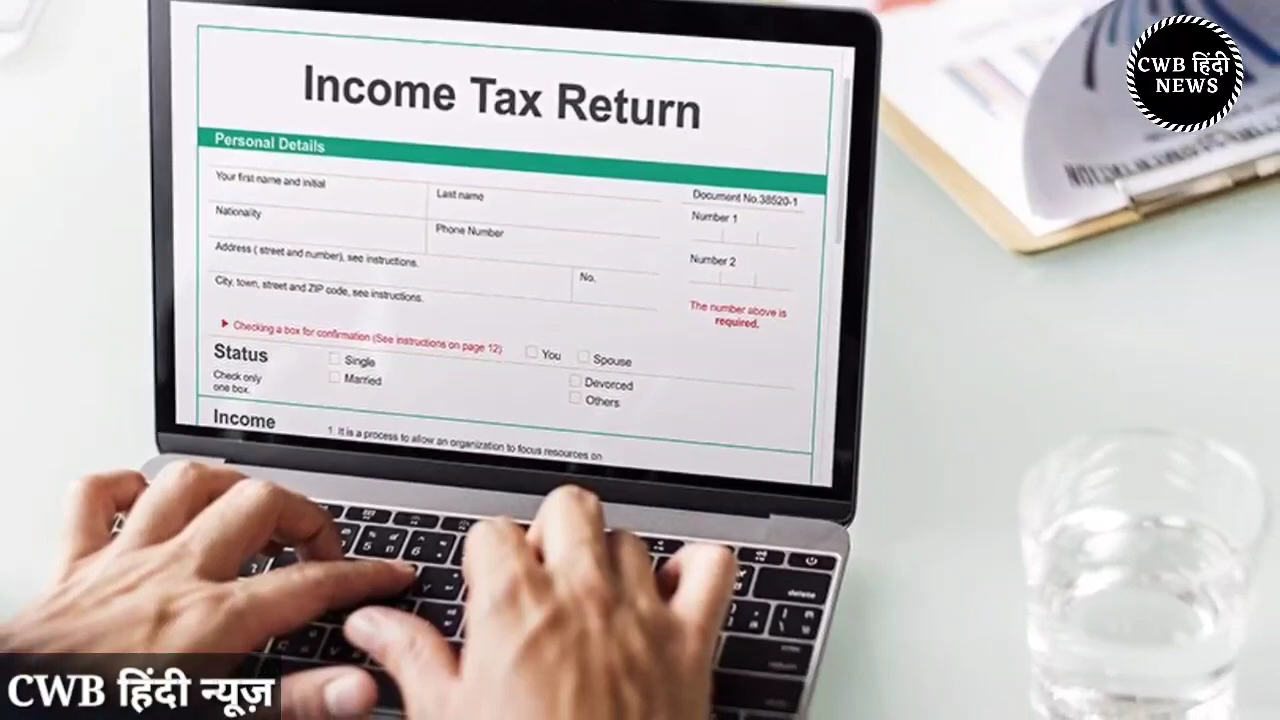 CWB हिंदी
NEWS
Income Tax Return
Personal Details
Your first name and initial
Last name
Document No.38520-1
Number 1
Nationality
Phone Number
Number 2
Address ( street and number), see instructions.
No.
City, town, street and ZIP code, see instructions.
The number above is
required.
Checking a box for confirmation (See instructions on page 12)
You
Spouse
Status
Single
Check only
one box.
Married
Devorced
Others
Income
1. It is a process to allow an organization to focus resources on
delete
return
CWB हिंदी न्यूज़